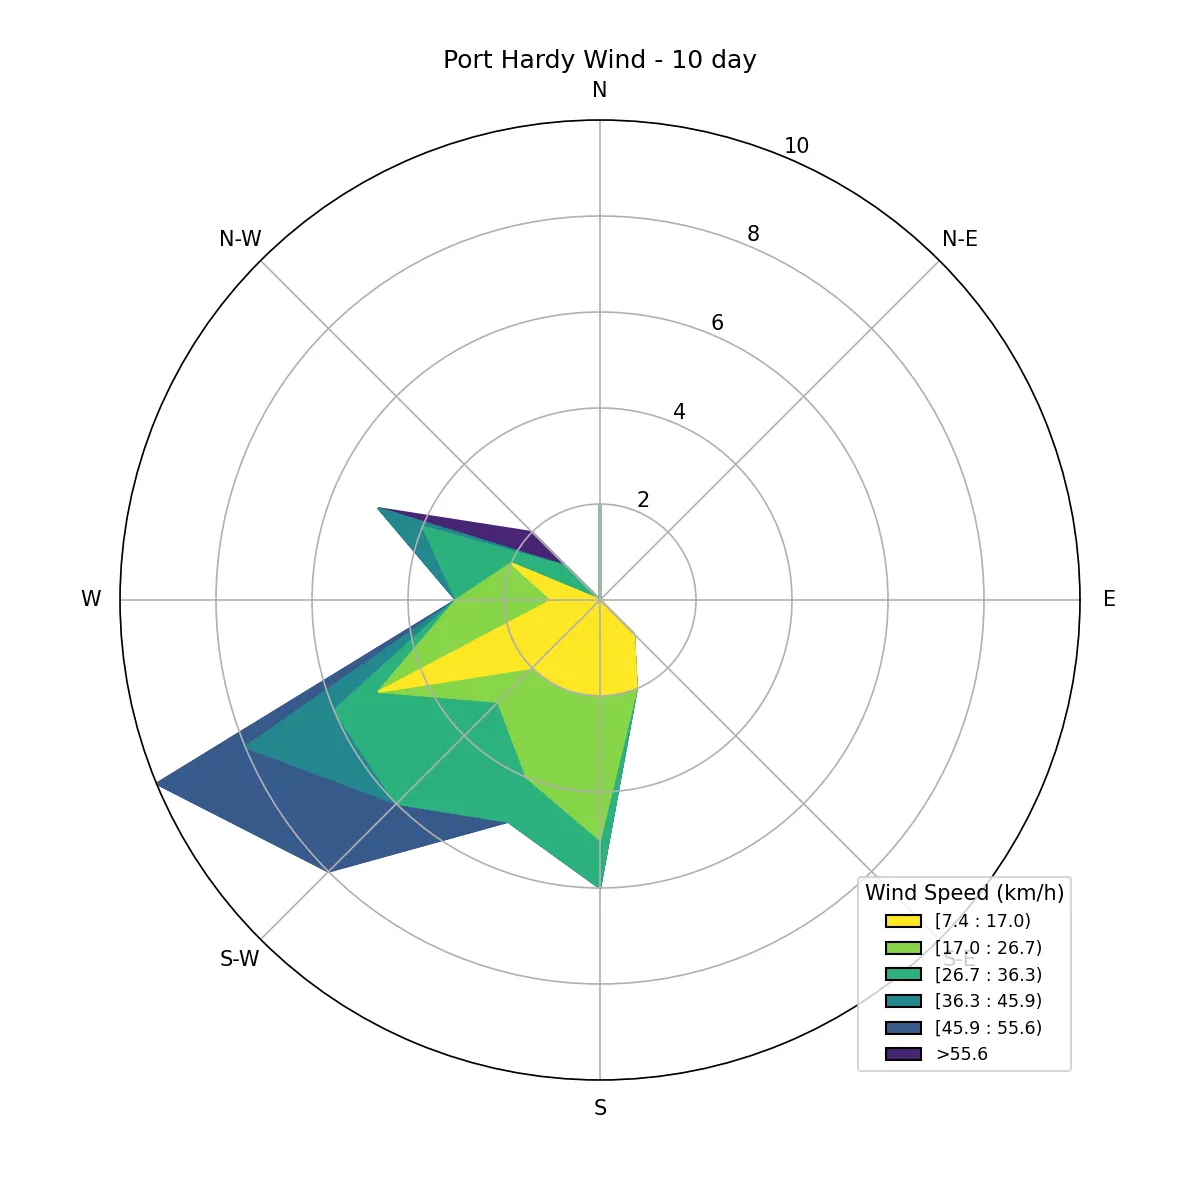 Port Hardy Wind - 10 day
N
10
N-W
N-E
8
6
4
2
W
E
S-W
S-E
S
Wind Speed (km/h)
[7.4 : 17.0)
[17.0 : 26.7)
[26.7 : 36.3)
[36.3 : 45.9)
[45.9 : 55.6)
>55.6